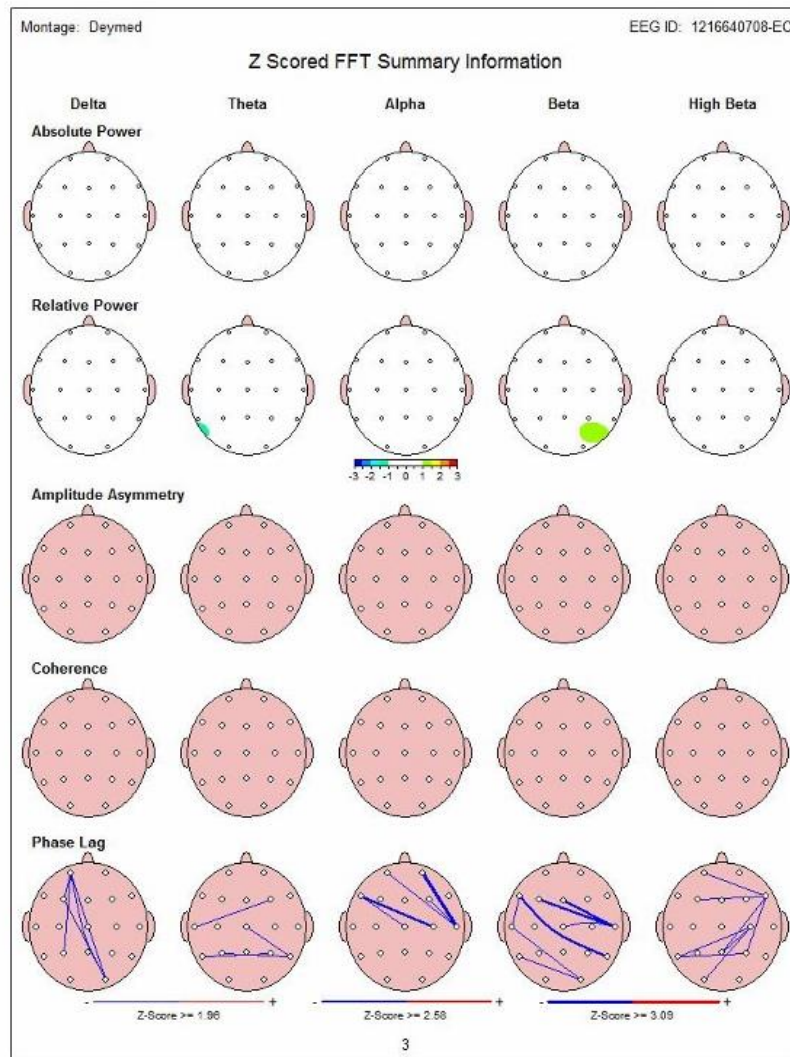 Montage: Deymed EEG ID: 1216640708-EC
Z Scored FFT Summary Information
Delta Theta Alpha Beta High Beta
Absolute Power
Relative Power
-3 -2 -1 0 1 2 3
Amplitude Asymmetry
Coherence
Phase Lag
- + - + - +
Z-Score >= 1.96 Z-Score >= 2.58 Z-Score >= 3.09
3